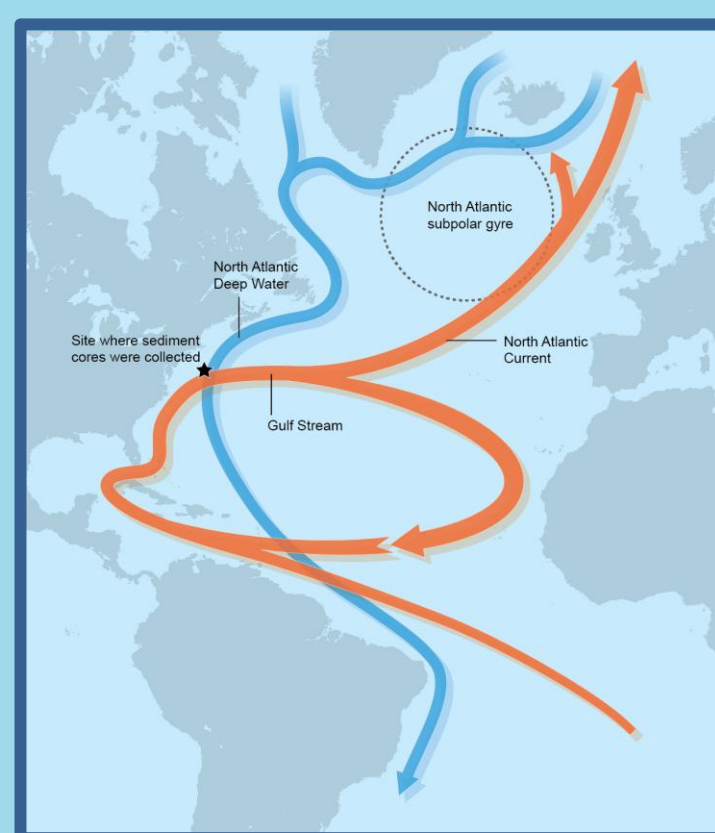 North Atlantic
subpolar gyre
North Atlantic
Deep Water
Site where sediment
cores were collected
North Atlantic
Current
Gulf Stream